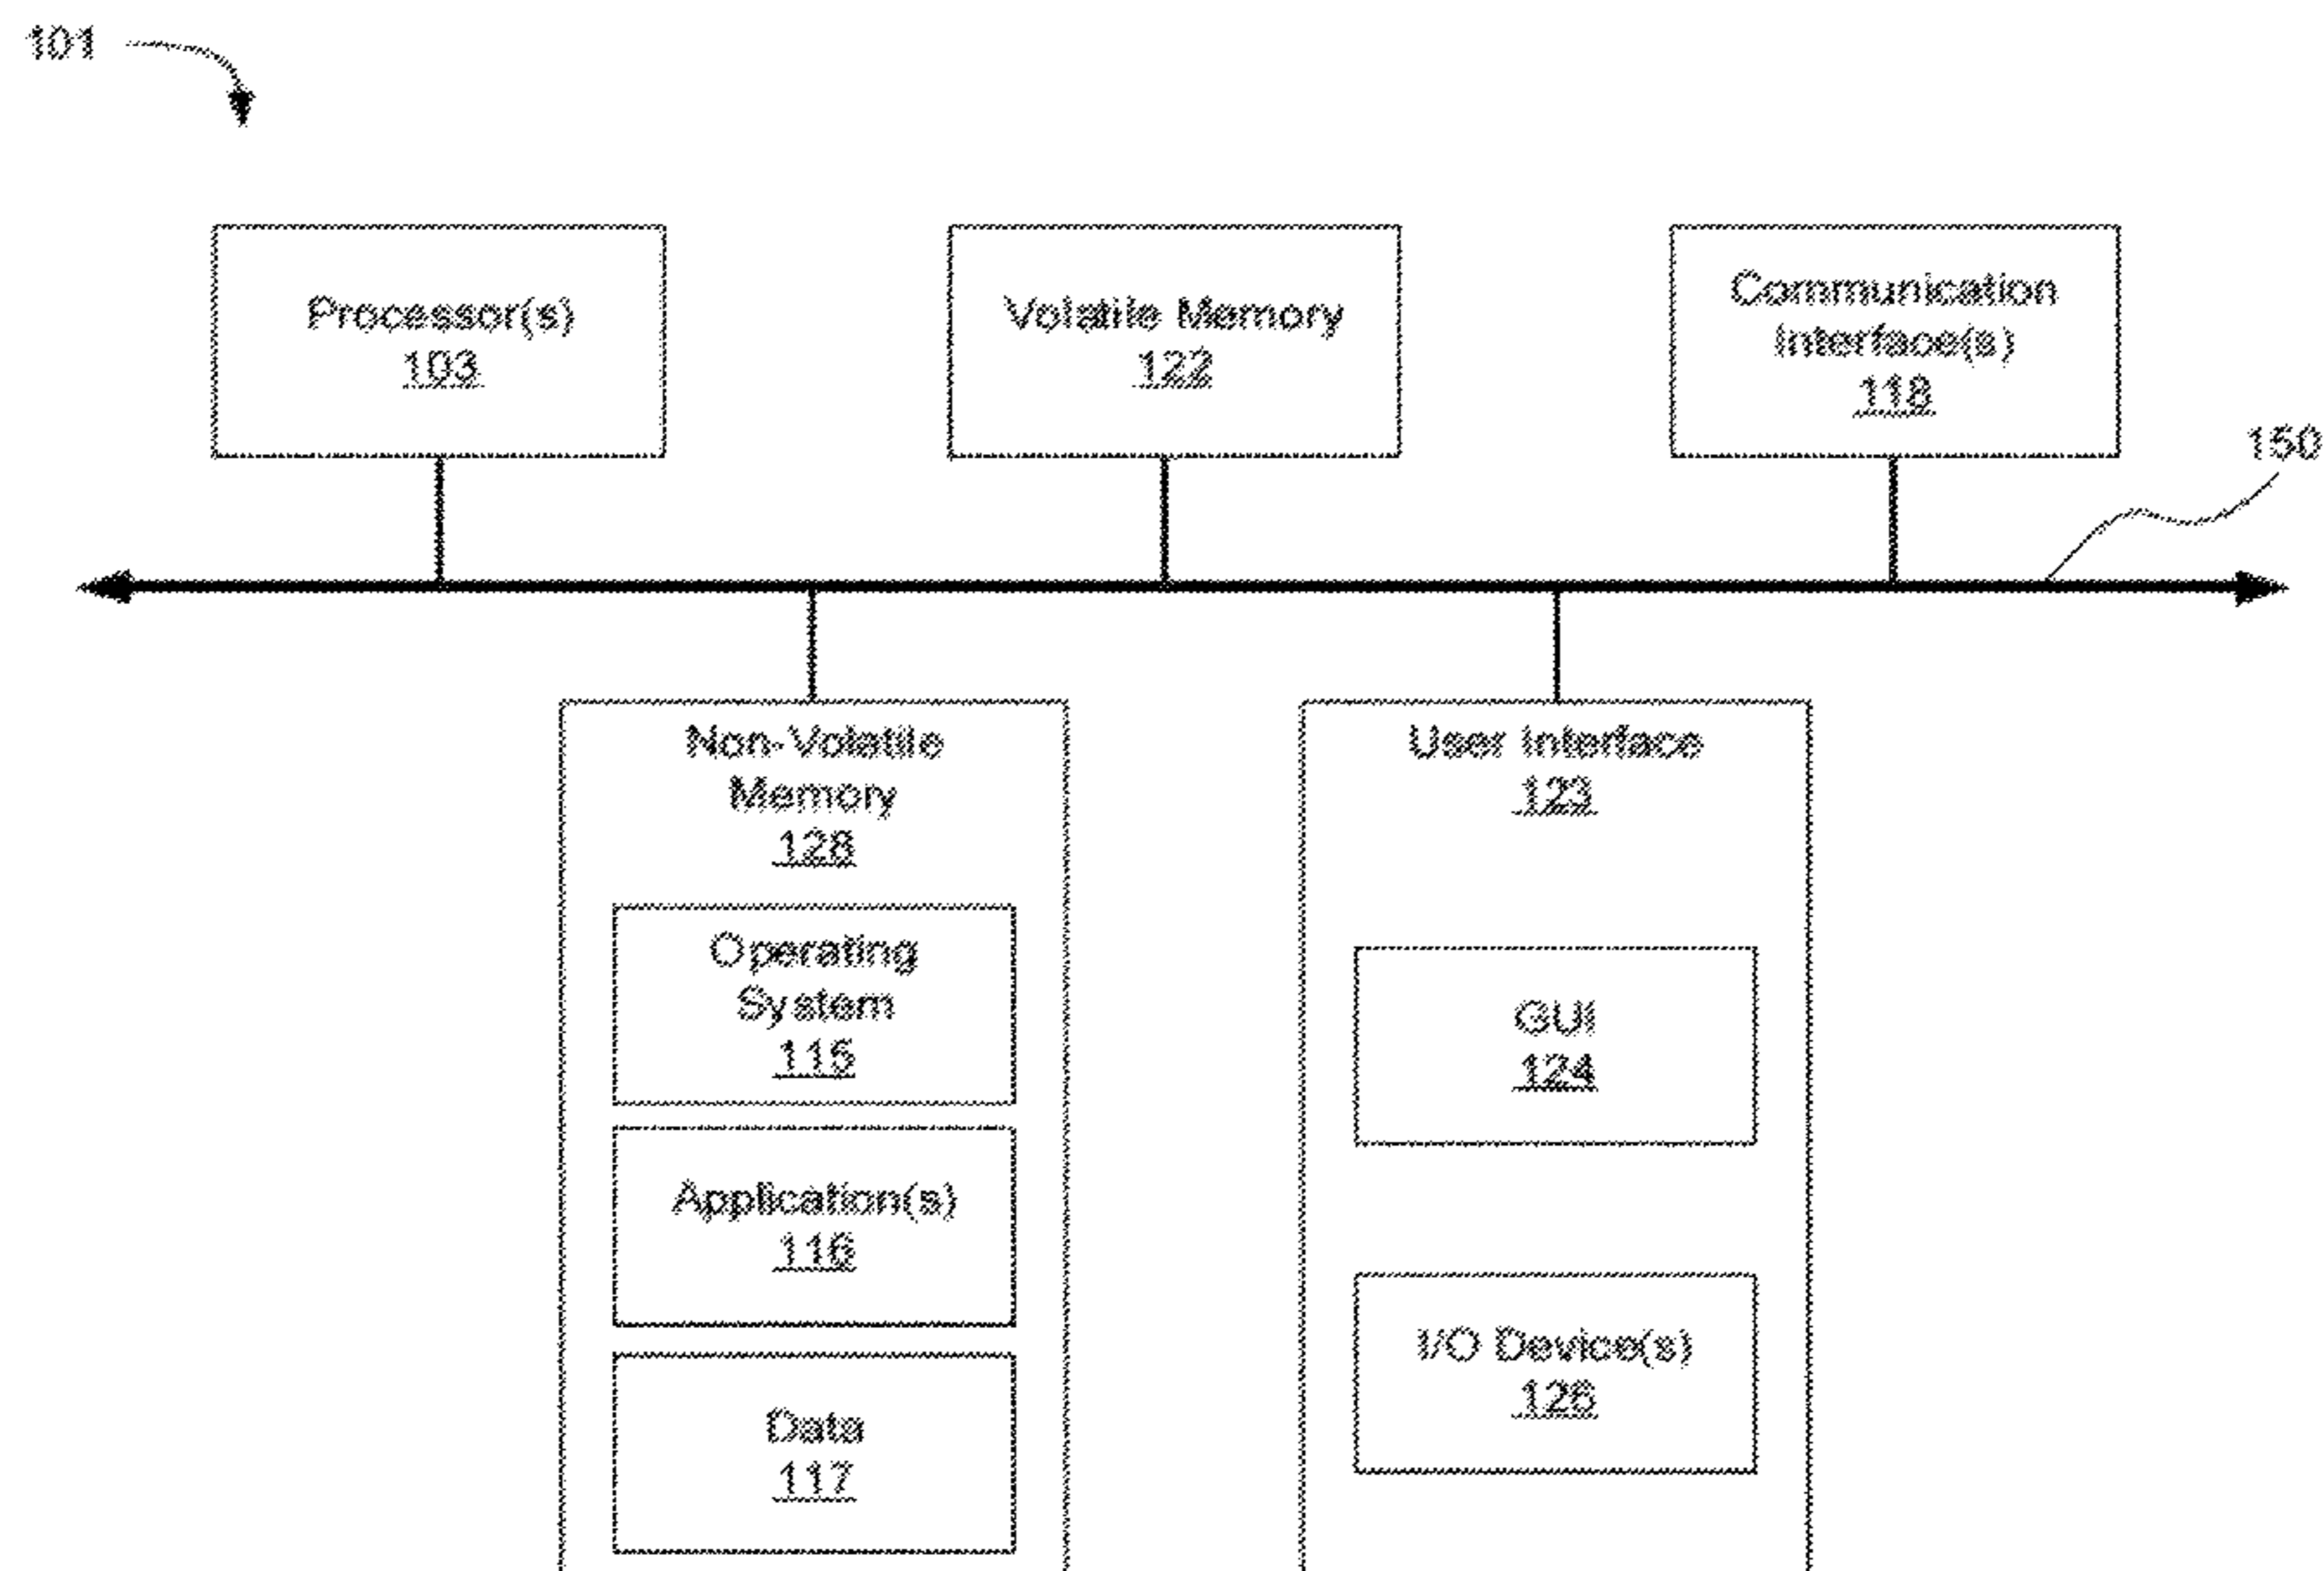 101
Processor(s)
103
Volatile Memory
122
Communication
Interface(s)
118
150
Non-Volatile
Memory
128
Operating
System
115
Application(s)
116
Data
117
User Interface
123
GUI
124
I/O Device(s)
126